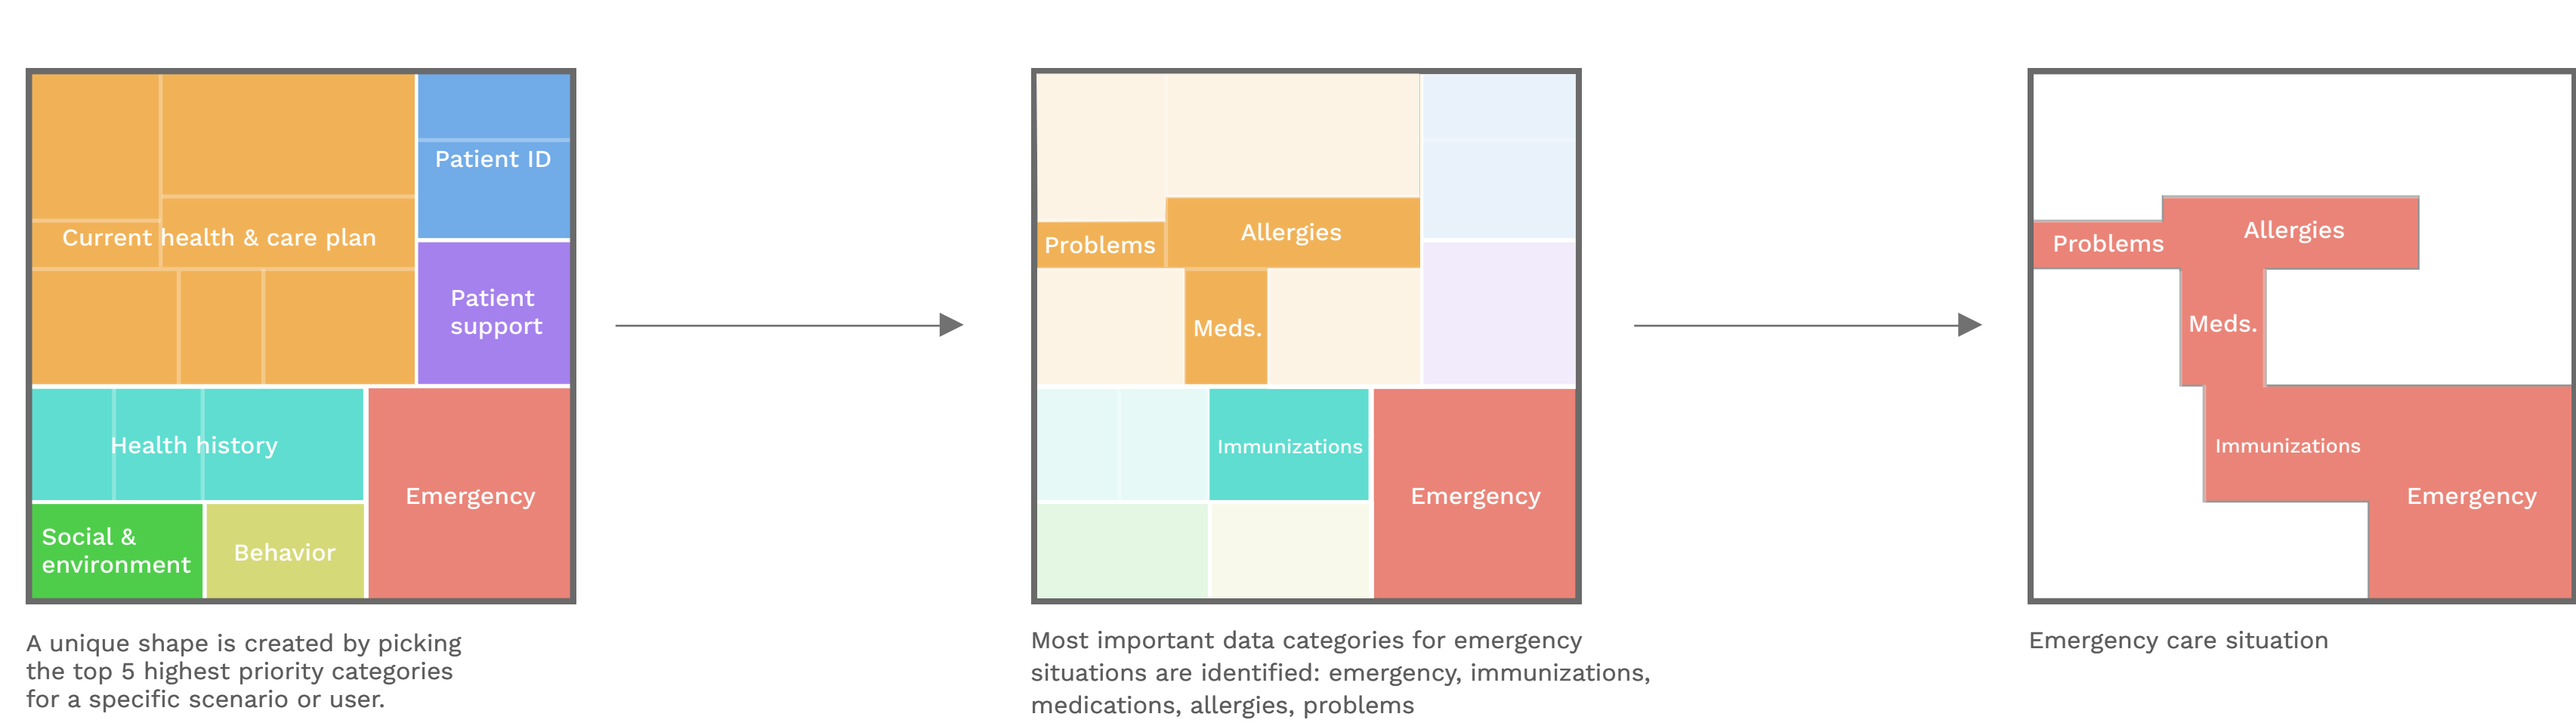 Current health & care plan
Patient ID
Patient
support
Health history
Emergency
Social &
environment
Behavior
A unique shape is created by picking
the top 5 highest priority categories
for a specific scenario or user.
Problems
Allergies
Meds.
Immunizations
Emergency
Most important data categories for emergency
situations are identified: emergency, immunizations,
medications, allergies, problems
Problems
Allergies
Meds.
Immunizations
Emergency
Emergency care situation